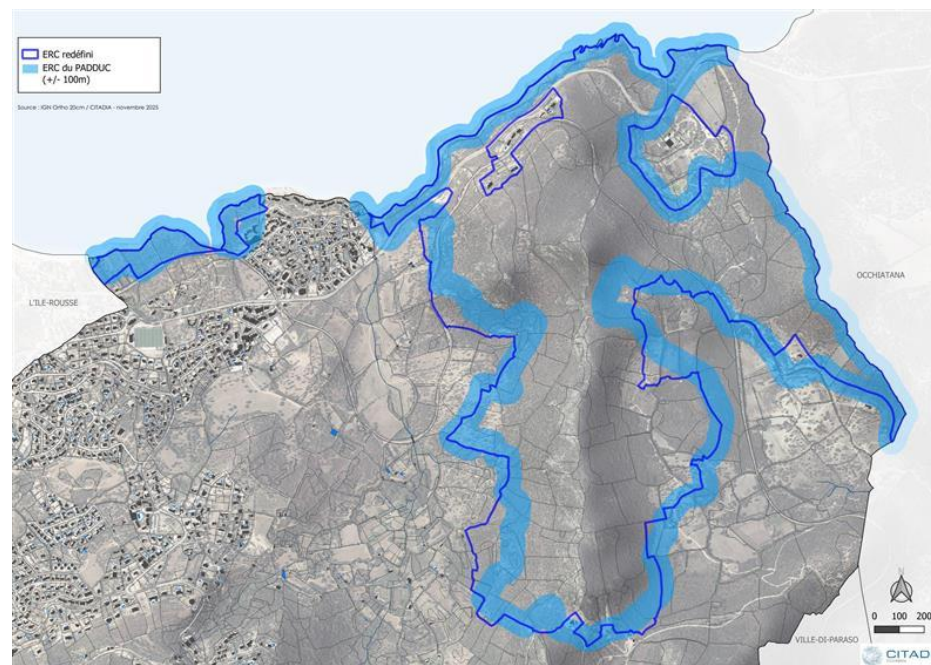 ERC redéfini
ERC du PADDUC
(+/- 100m)
Source : IGN Ortho 20cm / CITADIA - novembre 2025
L'ILE-ROUSSE
OCCHIATANA
N
0 100 200
VILLE-DI-PARASO
CITAD